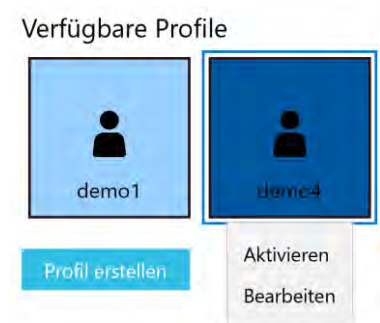 Verfügbare Profile
demo1
demo4
Profil erstellen
Aktivieren
Bearbeiten